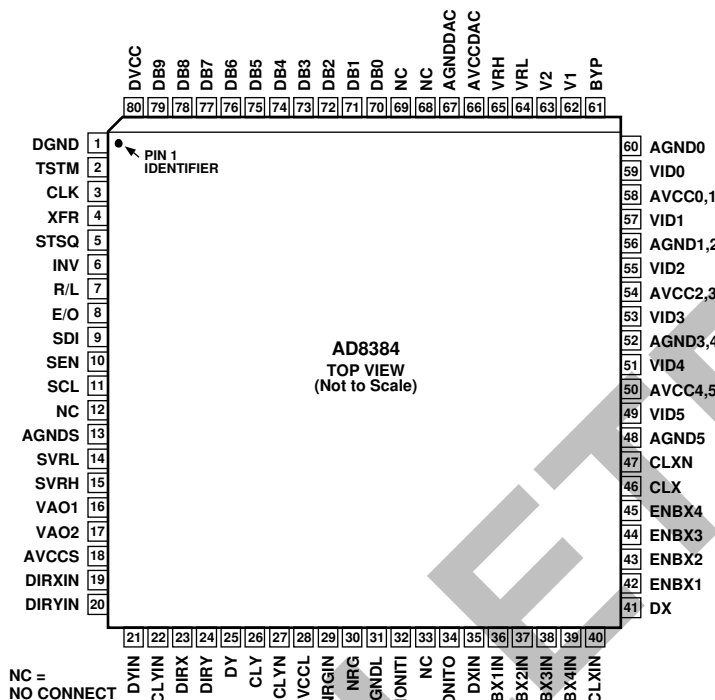 DVCC
DB9
DB8
DB7
DB6
DB5
DB4
DB3
DB2
DB1
DB0
NC
NC
AGNDDAC
AVCCDAC
VRH
VRL
V2
V1
BYP
80 79 78 77 76 75 74 73 72 71 70 69 68 67 66 65 64 63 62 61
PIN 1
IDENTIFIER
DGND 1
TSTM 2
CLK 3
XFR 4
STSQ 5
INV 6
R/L 7
E/O 8
SDI 9
SEN 10
SCL 11
NC 12
AGNDS 13
SVRL 14
SVRH 15
VAO1 16
VAO2 17
AVCCS 18
DIRXIN 19
DIRYIN 20
AD8384
TOP VIEW
(Not to Scale)
60 AGND0
59 VID0
58 AVCC0,1
57 VID1
56 AGND1,2
55 VID2
54 AVCC2,3
53 VID3
52 AGND3,4
51 VID4
50 AVCC4,5
49 VID5
48 AGND5
47 CLXN
46 CLX
45 ENBX4
44 ENBX3
43 ENBX2
42 ENBX1
41 DX
21 22 23 24 25 26 27 28 29 30 31 32 33 34 35 36 37 38 39 40
DYIN
CLYIN
DIRX
DIRY
DY
CLY
CLYN
VCCL
NRGIN
NRG
GNDL
ONITI
NC
ONITO
DXIN
BX1IN
BX2IN
BX3IN
BX4IN
CLXIN
NC =
NO CONNECT